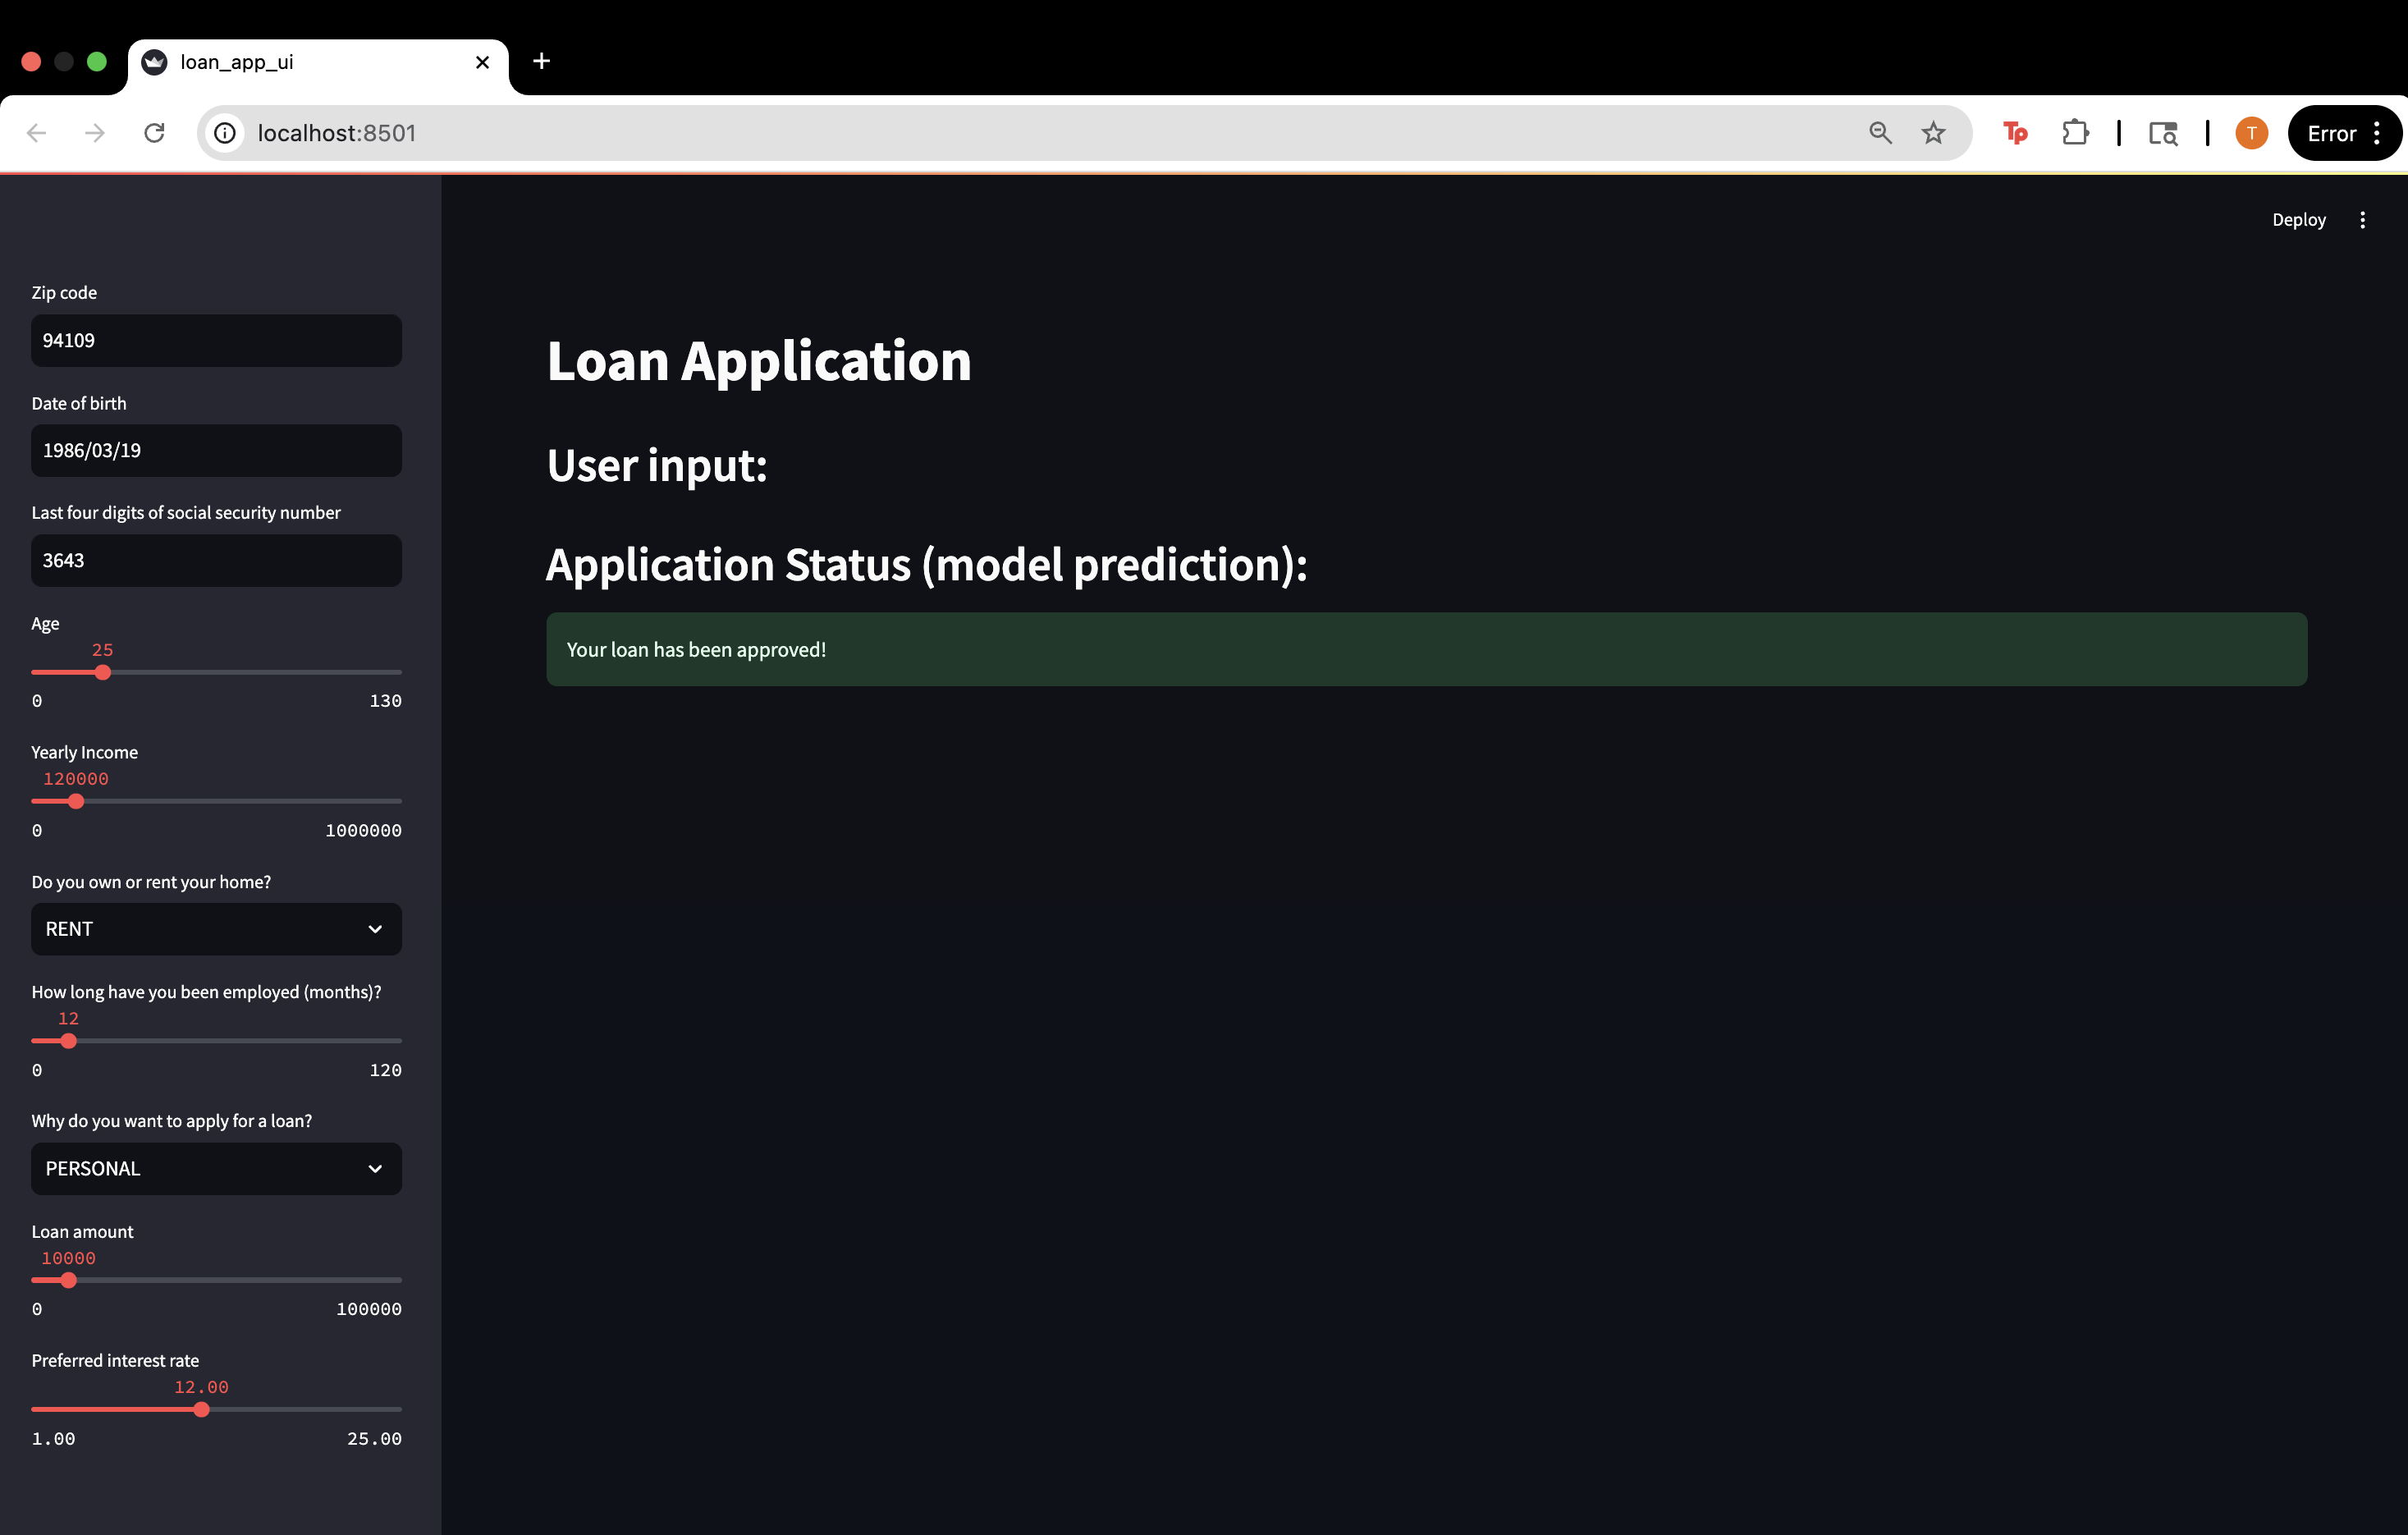 loan_app_ui
localhost:8501
Tp
T
Error
Deploy
Zip code
94109
Date of birth
1986/03/19
Last four digits of social security number
3643
Age
25
0 130
Yearly Income
120000
0 1000000
Do you own or rent your home?
RENT
How long have you been employed (months)?
12
0 120
Why do you want to apply for a loan?
PERSONAL
Loan amount
10000
0 100000
Preferred interest rate
12.00
1.00 25.00
Loan Application
User input:
Application Status (model prediction):
Your loan has been approved!